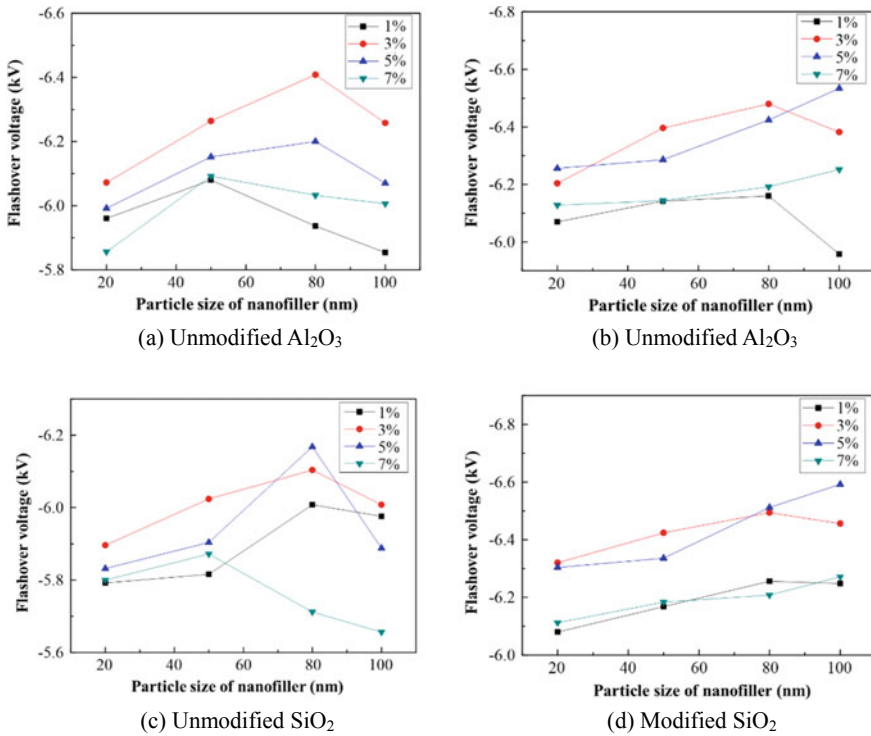 -6.6
-6.4
-6.2
-6.0
-5.8
Flashover voltage (kV)
1%
3%
5%
7%
20 40 60 80 100
Particle size of nanofiller (nm)
(a) Unmodified Al₂O₃
-6.8
-6.6
-6.4
-6.2
-6.0
Flashover voltage (kV)
1%
3%
5%
7%
20 40 60 80 100
Particle size of nanofiller (nm)
(b) Unmodified Al₂O₃
-6.2
-6.0
-5.8
-5.6
Flashover voltage (kV)
1%
3%
5%
7%
20 40 60 80 100
Particle size of nanofiller (nm)
(c) Unmodified SiO₂
-6.8
-6.6
-6.4
-6.2
-6.0
Flashover voltage (kV)
1%
3%
5%
7%
20 40 60 80 100
Particle size of nanofiller (nm)
(d) Modified SiO₂